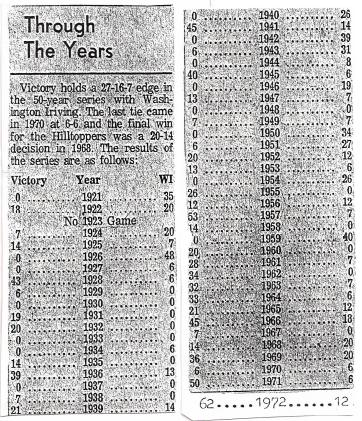 Through
The Years
Victory holds a 27-16-7 edge in
the 50-year series with Wash-
ington Iriving. The last tie came
in 1970 at 6-6, and the final win
for the Hilltoppers was a 20-14
decision in 1968. The results of
the series are as follows:
Victory Year WI
0 1921 35
18 1922 20
No 1923 Game
7 1924 20
14 1925 7
0 1926 48
0 1927 6
43 1928 6
6 1929 0
0 1930 0
19 1931 0
20 1932 0
0 1933 0
0 1934 6
14 1935 0
39 1936 13
0 1937 0
7 1938 0
21 1939 14
0 1940 26
45 1941 14
0 1942 39
6 1943 31
0 1944 8
40 1945 6
0 1946 19
13 1947 7
0 1948 0
7 1949 7
0 1950 34
6 1951 27
20 1952 12
13 1953 6
0 1954 26
26 1955 0
6 1956 12
53 1957 7
14 1958 0
0 1959 40
20 1960 0
28 1961 7
34 1962 0
1963 0
33 1964 6
21 1965 12
45 1966 18
7 1967 0
14 1968 20
36 1969 20
6 1970 6
50 1971 0
62.....1972.....12